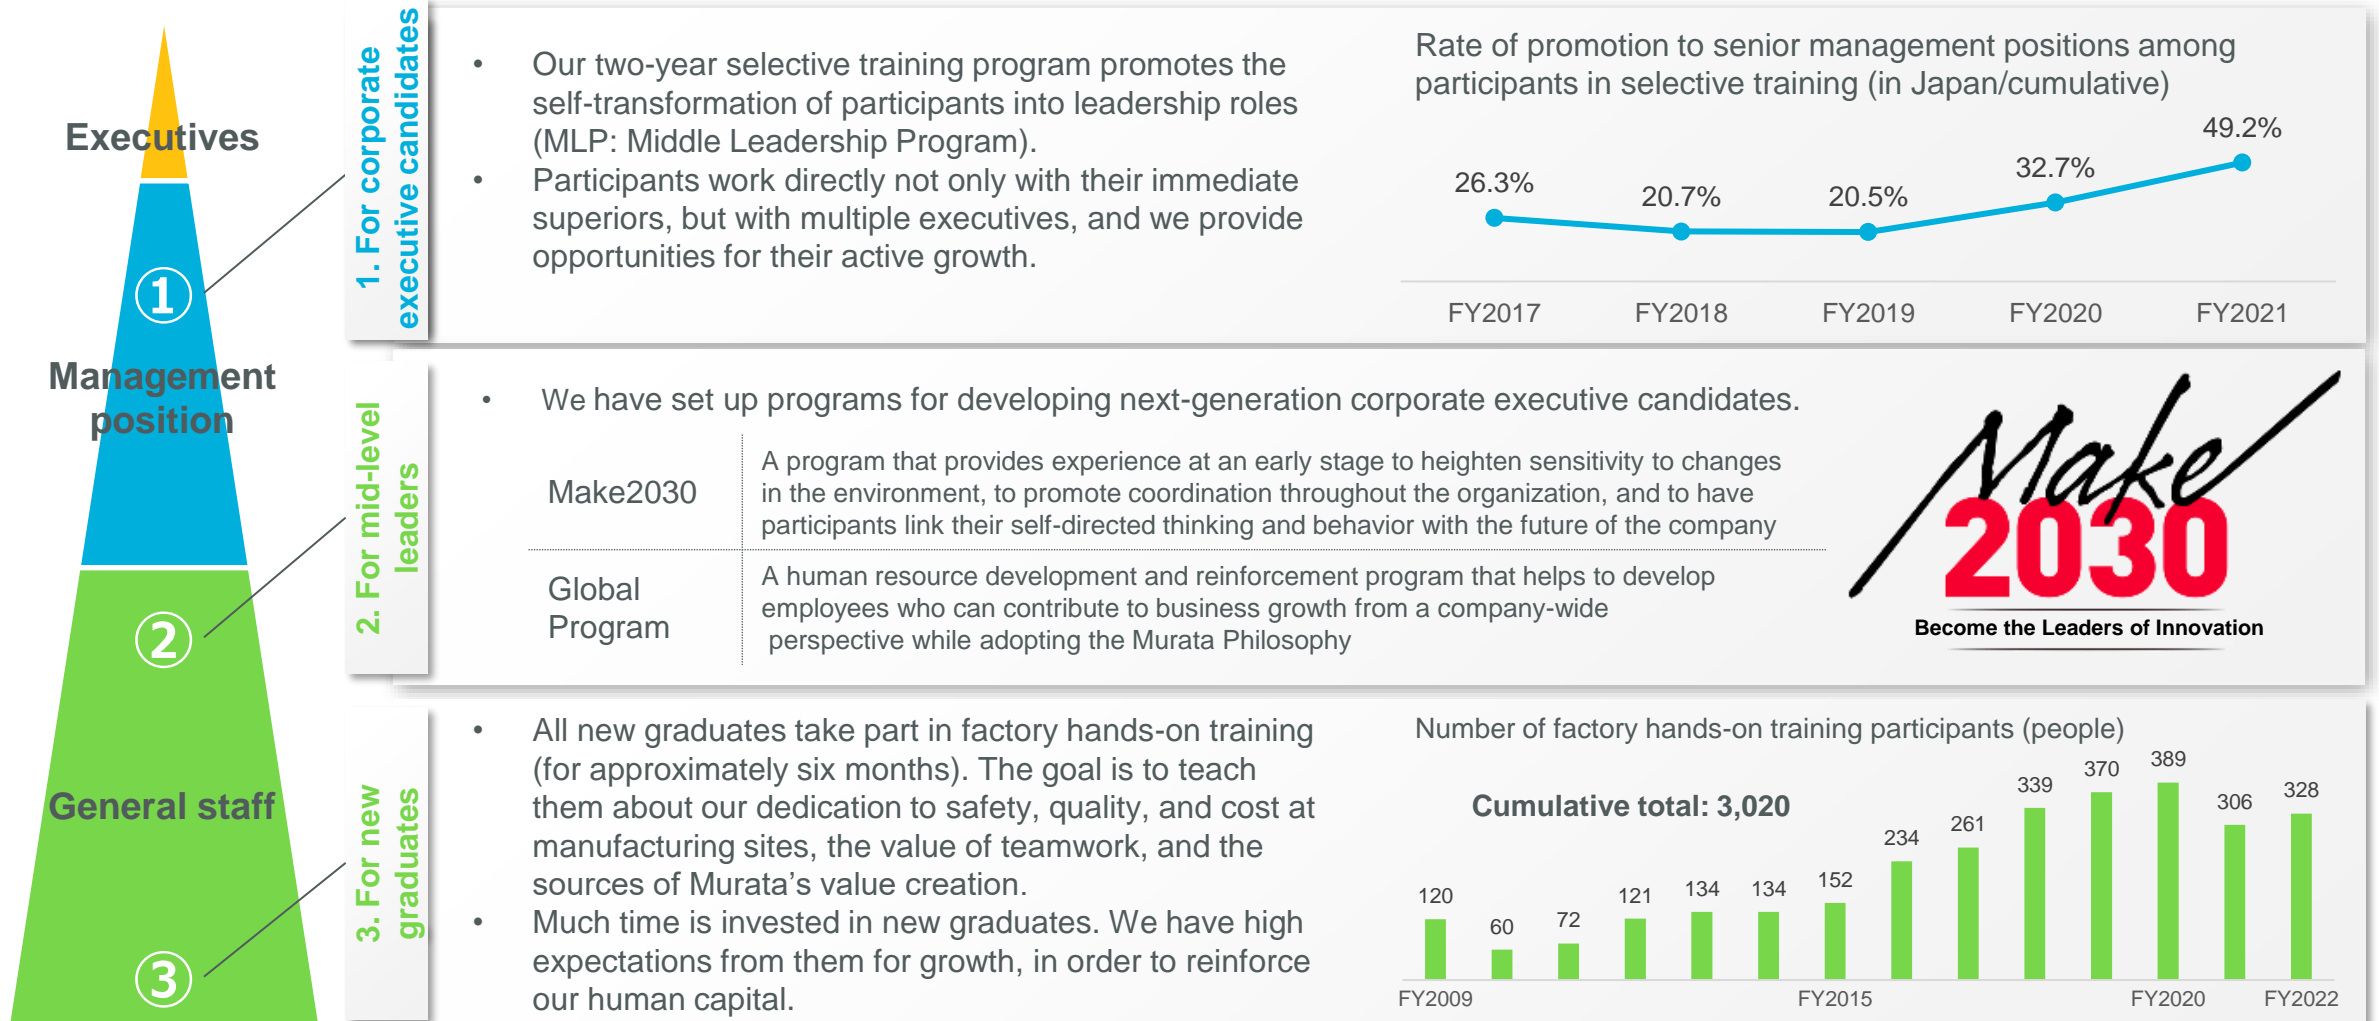 Executives
①
Management
position
②
General staff
③
1. For corporate
executive candidates
• Our two-year selective training program promotes the
self-transformation of participants into leadership roles
(MLP: Middle Leadership Program).
• Participants work directly not only with their immediate
superiors, but with multiple executives, and we provide
opportunities for their active growth.
Rate of promotion to senior management positions among
participants in selective training (in Japan/cumulative)
26.3%
20.7%
20.5%
32.7%
49.2%
FY2017
FY2018
FY2019
FY2020
FY2021
2. For mid-level
leaders
• We have set up programs for developing next-generation corporate executive candidates.
Make2030
A program that provides experience at an early stage to heighten sensitivity to changes
in the environment, to promote coordination throughout the organization, and to have
participants link their self-directed thinking and behavior with the future of the company
Global
Program
A human resource development and reinforcement program that helps to develop
employees who can contribute to business growth from a company-wide
perspective while adopting the Murata Philosophy
Make
2030
Become the Leaders of Innovation
3. For new
graduates
• All new graduates take part in factory hands-on training
(for approximately six months). The goal is to teach
them about our dedication to safety, quality, and cost at
manufacturing sites, the value of teamwork, and the
sources of Murata’s value creation.
• Much time is invested in new graduates. We have high
expectations from them for growth, in order to reinforce
our human capital.
Number of factory hands-on training participants (people)
Cumulative total: 3,020
120
60
72
121
134
134
152
234
261
339
370
389
306
328
FY2009
FY2015
FY2020
FY2022